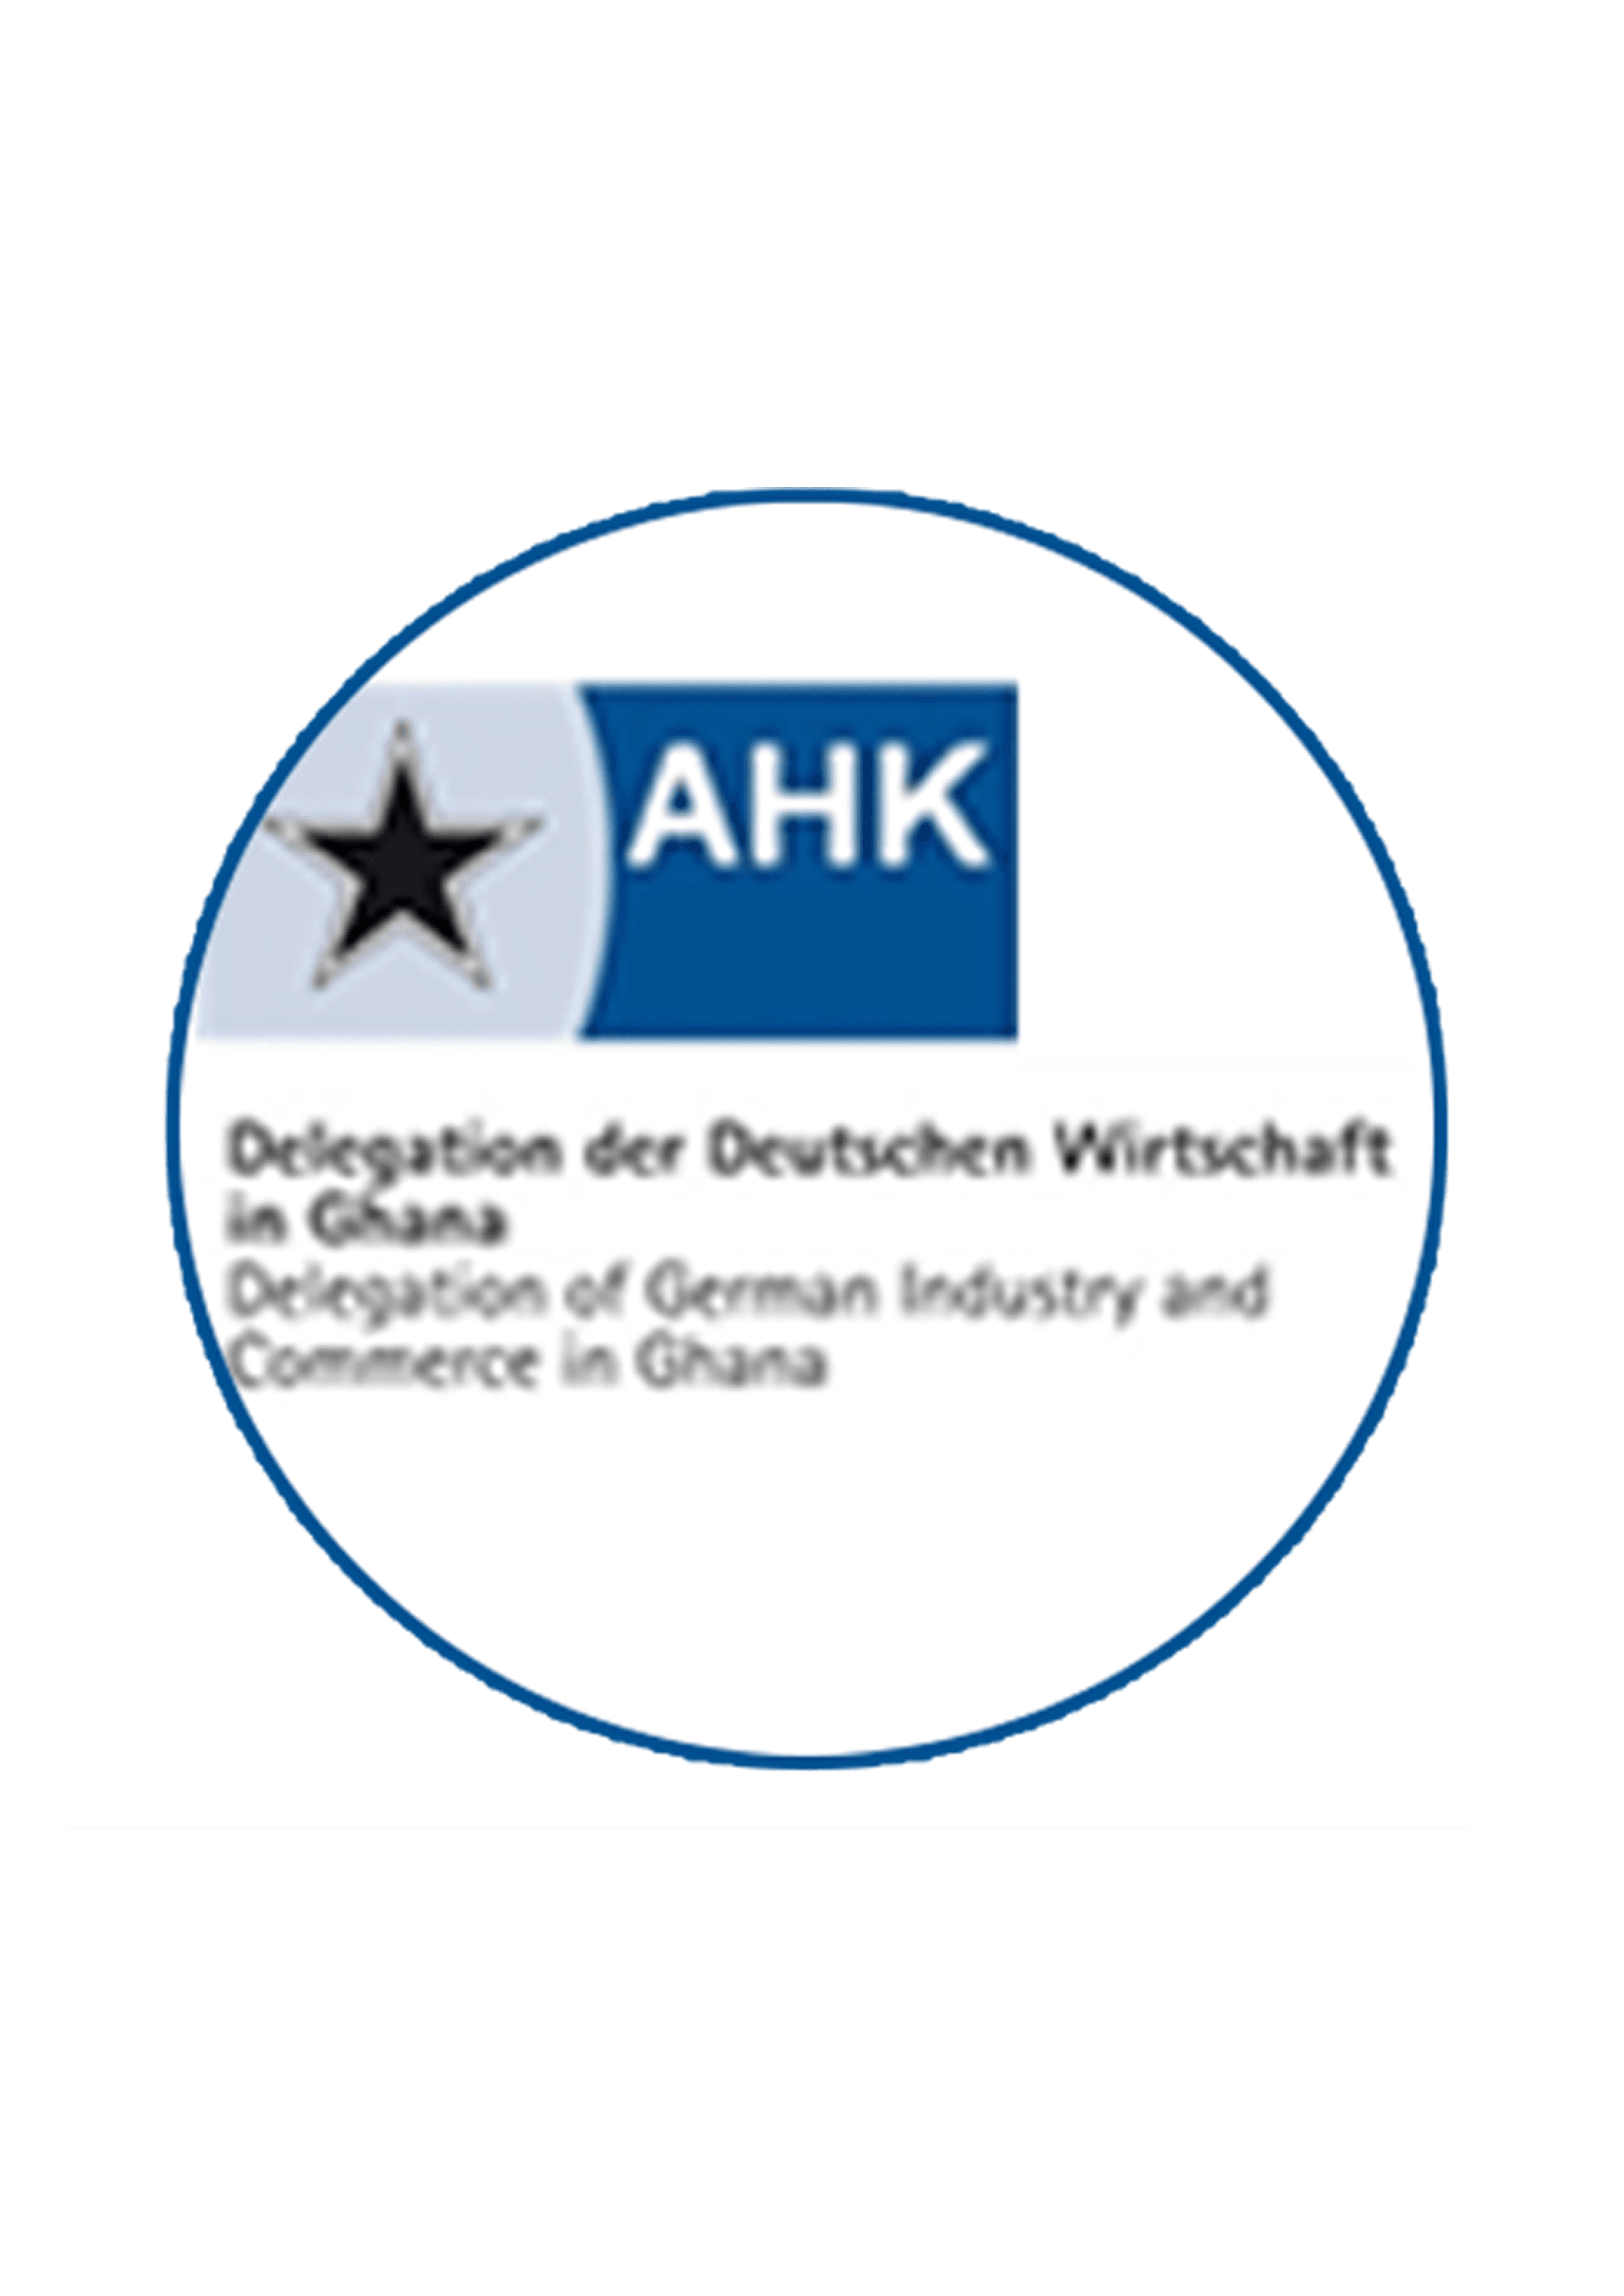 AHK
Delegation der Deutschen Wirtschaft
in Ghana
Delegation of German Industry and
Commerce in Ghana